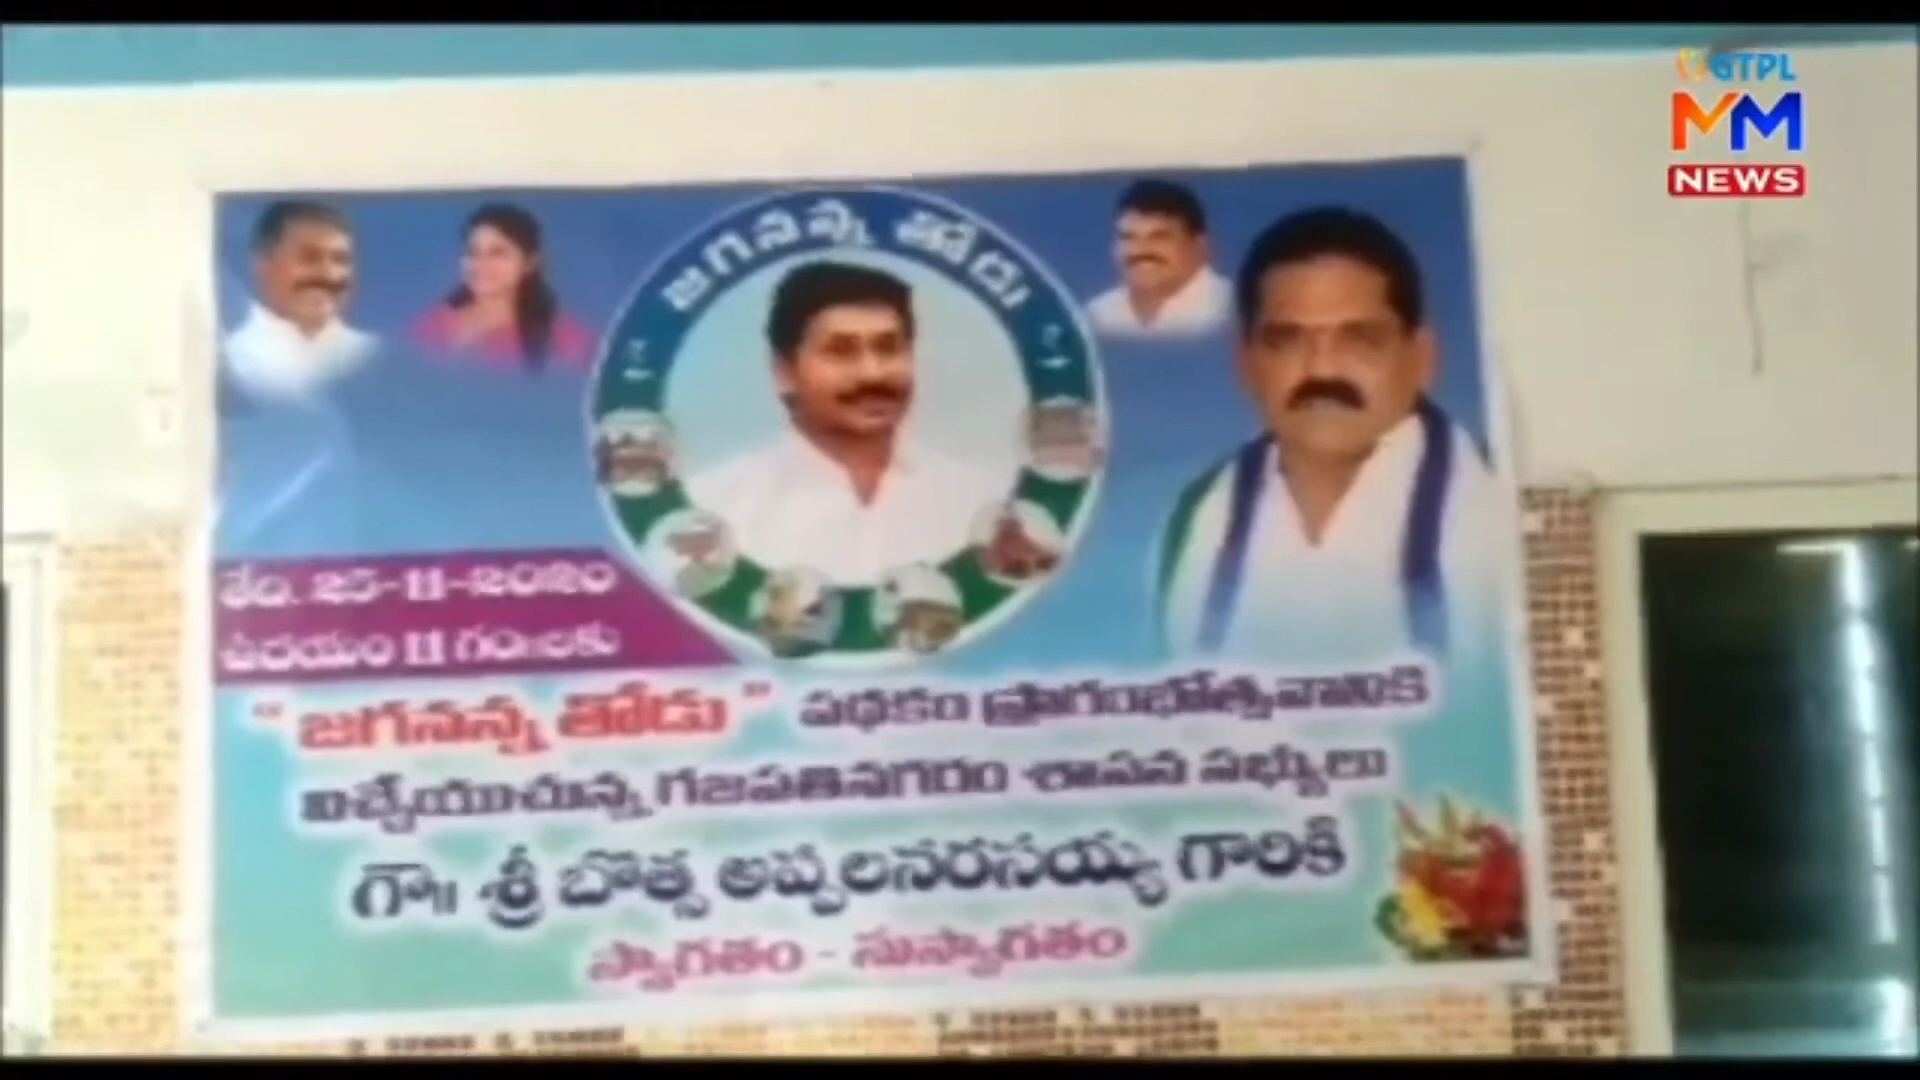 GTPL
MM
NEWS
జగనన్న తోడు
తేది. 25-11-2020
ఉదయం 11 గం॥లకు
" జగనన్న తోడు " పథకం ప్రారంభోత్సవానికి
విచ్చేయుచున్న గజపతినగరం శాసన సభ్యులు
గౌ॥ శ్రీ బొత్స అప్పలనరసయ్య గారికి
స్వాగతం - సుస్వాగతం